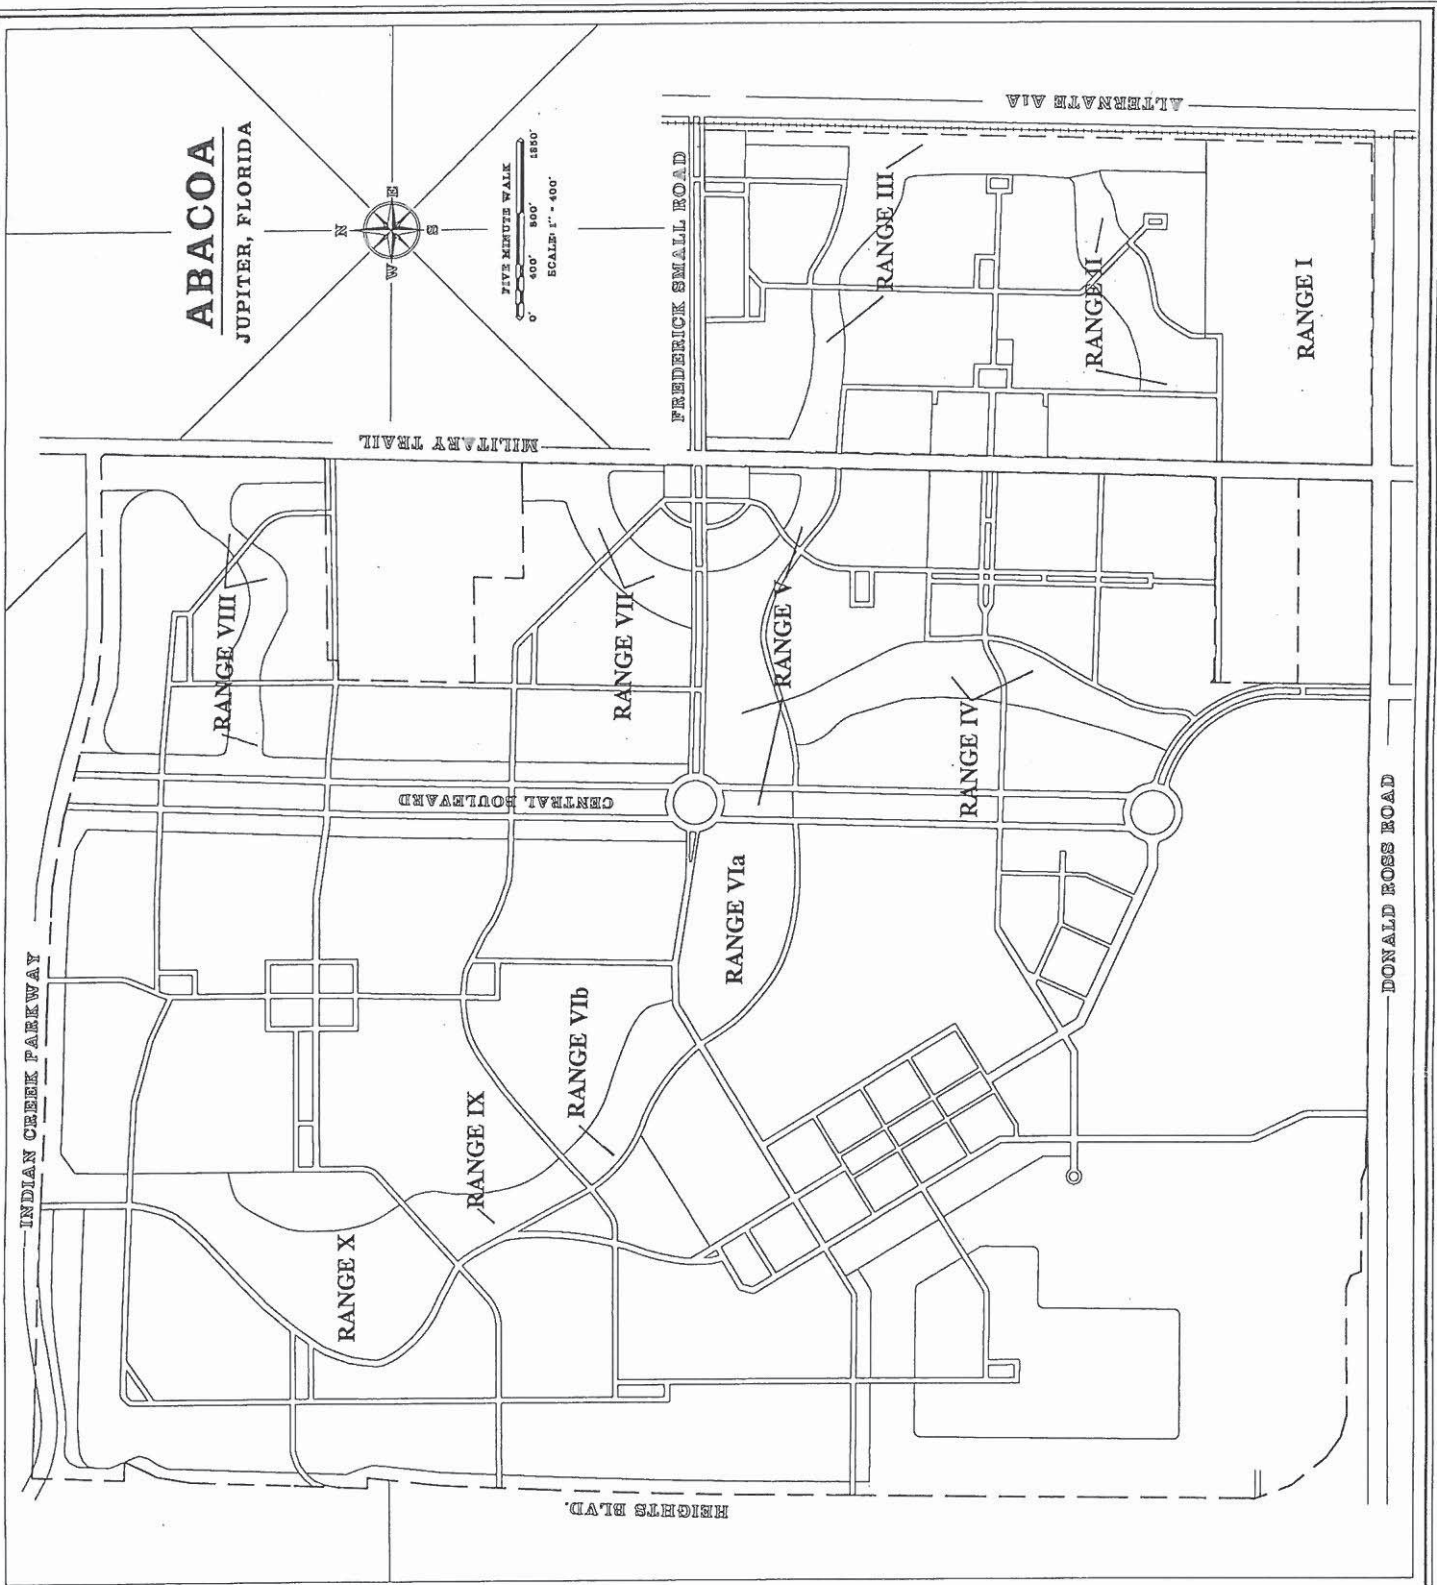 ABACOA
JUPITER, FLORIDA
N
E
S
W
FIVE MINUTE WALK
0' 400' 800' 1250'
SCALE: 1" = 400'
ALTERNATE A1A
FREDERICK SMALL ROAD
MILITARY TRAIL
CENTRAL BOULEVARD
INDIAN CREEK PARKWAY
DONALD ROSS ROAD
HEIGHTS BLVD.
RANGE I
RANGE II
RANGE III
RANGE IV
RANGE V
RANGE VIa
RANGE VIb
RANGE VII
RANGE VIII
RANGE IX
RANGE X